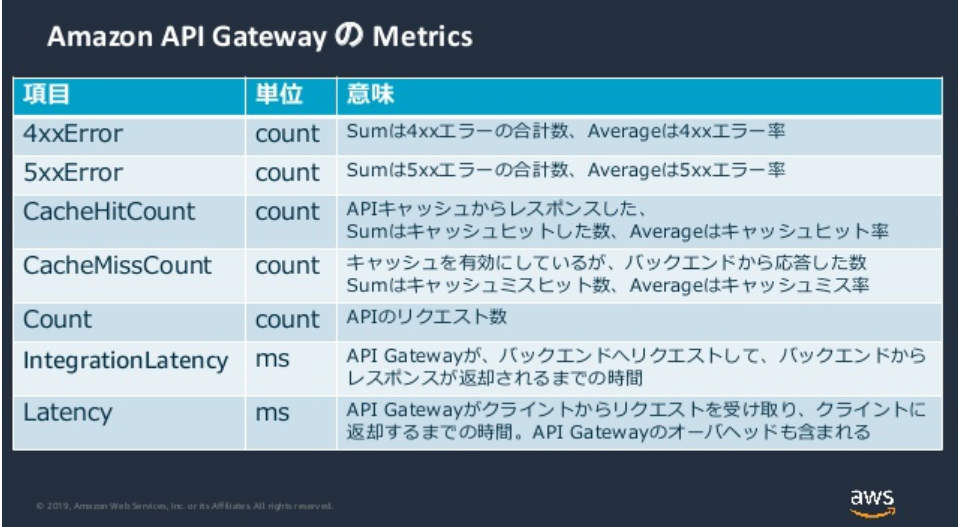 Amazon API Gateway の Metrics
項目 単位 意味
4xxError count Sumは4xxエラーの合計数、Averageは4xxエラー率
5xxError count Sumは5xxエラーの合計数、Averageは5xxエラー率
CacheHitCount count APIキャッシュからレスポンスした、
Sumはキャッシュヒットした数、Averageはキャッシュヒット率
CacheMissCount count キャッシュを有効にしているが、バックエンドから応答した数
Sumはキャッシュミスヒット数、Averageはキャッシュミス率
Count count APIのリクエスト数
IntegrationLatency ms API Gatewayが、バックエンドへリクエストして、バックエンドから
レスポンスが返却されるまでの時間
Latency ms API Gatewayがクライントからリクエストを受け取り、クライントに
返却するまでの時間。API Gatewayのオーバヘッドも含まれる
© 2019, Amazon Web Services, Inc. or its Affiliates. All rights reserved.
aws